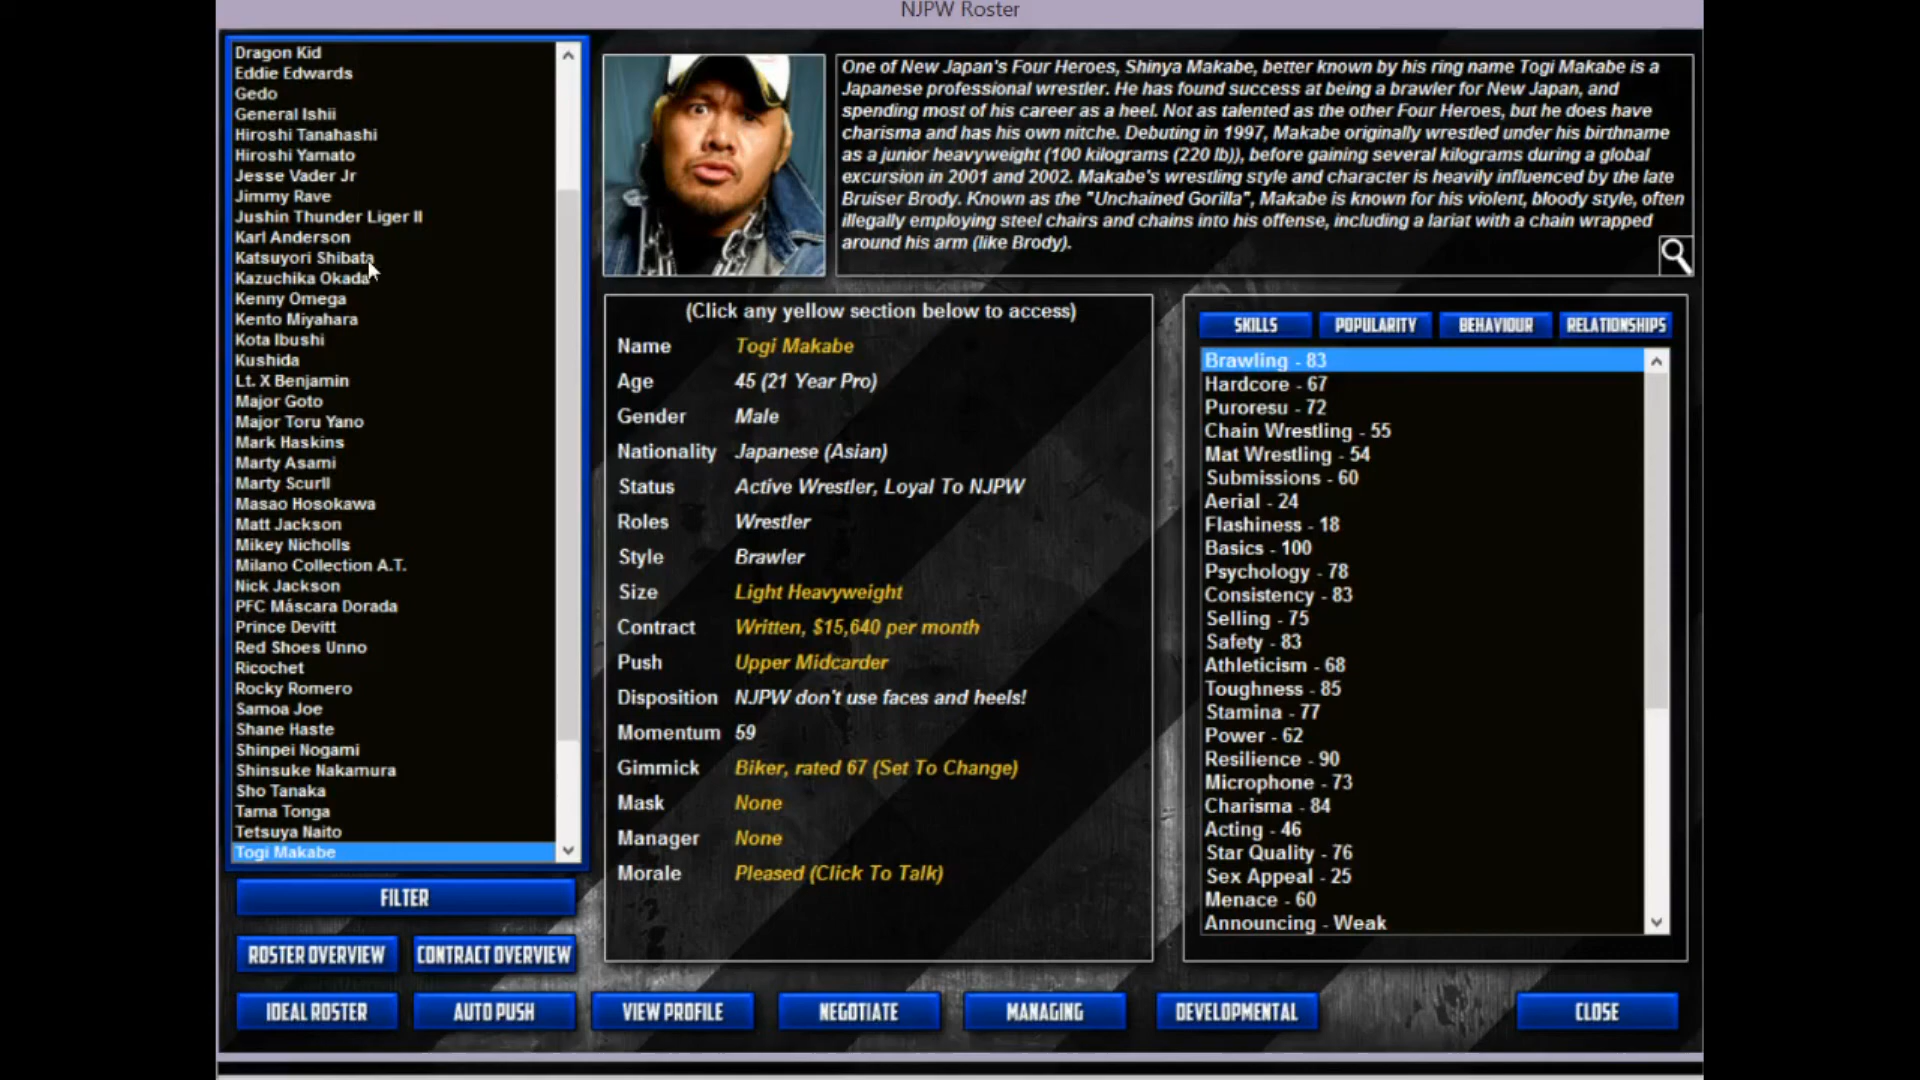 NJPW Roster
Dragon Kid
Eddie Edwards
Gedo
General Ishii
Hiroshi Tanahashi
Hiroshi Yamato
Jesse Vader Jr
Jimmy Rave
Jushin Thunder Liger II
Karl Anderson
Katsuyori Shibata
Kazuchika Okada
Kenny Omega
Kento Miyahara
Kota Ibushi
Kushida
Lt. X Benjamin
Major Goto
Major Toru Yano
Mark Haskins
Marty Asami
Marty Scurll
Masao Hosokawa
Matt Jackson
Mikey Nicholls
Milano Collection A.T.
Nick Jackson
PFC Máscara Dorada
Prince Devitt
Red Shoes Unno
Ricochet
Rocky Romero
Samoa Joe
Shane Haste
Shinpei Nogami
Shinsuke Nakamura
Sho Tanaka
Tama Tonga
Tetsuya Naito
Togi Makabe
FILTER
ROSTER OVERVIEW CONTRACT OVERVIEW
One of New Japan's Four Heroes, Shinya Makabe, better known by his ring name Togi Makabe is a
Japanese professional wrestler. He has found success at being a brawler for New Japan, and
spending most of his career as a heel. Not as talented as the other Four Heroes, but he does have
charisma and has his own nitche. Debuting in 1997, Makabe originally wrestled under his birthname
as a junior heavyweight (100 kilograms (220 lb)), before gaining several kilograms during a global
excursion in 2001 and 2002. Makabe's wrestling style and character is heavily influenced by the late
Bruiser Brody. Known as the "Unchained Gorilla", Makabe is known for his violent, bloody style, often
illegally employing steel chairs and chains into his offense, including a lariat with a chain wrapped
around his arm (like Brody).
(Click any yellow section below to access)
Name Togi Makabe
Age 45 (21 Year Pro)
Gender Male
Nationality Japanese (Asian)
Status Active Wrestler, Loyal To NJPW
Roles Wrestler
Style Brawler
Size Light Heavyweight
Contract Written, $15,640 per month
Push Upper Midcarder
Disposition NJPW don't use faces and heels!
Momentum 59
Gimmick Biker, rated 67 (Set To Change)
Mask None
Manager None
Morale Pleased (Click To Talk)
SKILLS POPULARITY BEHAVIOUR RELATIONSHIPS
Brawling - 83
Hardcore - 67
Puroresu - 72
Chain Wrestling - 55
Mat Wrestling - 54
Submissions - 60
Aerial - 24
Flashiness - 18
Basics - 100
Psychology - 78
Consistency - 83
Selling - 75
Safety - 83
Athleticism - 68
Toughness - 85
Stamina - 77
Power - 62
Resilience - 90
Microphone - 73
Charisma - 84
Acting - 46
Star Quality - 76
Sex Appeal - 25
Menace - 60
Announcing - Weak
IDEAL ROSTER AUTO PUSH VIEW PROFILE NEGOTIATE MANAGING DEVELOPMENTAL CLOSE